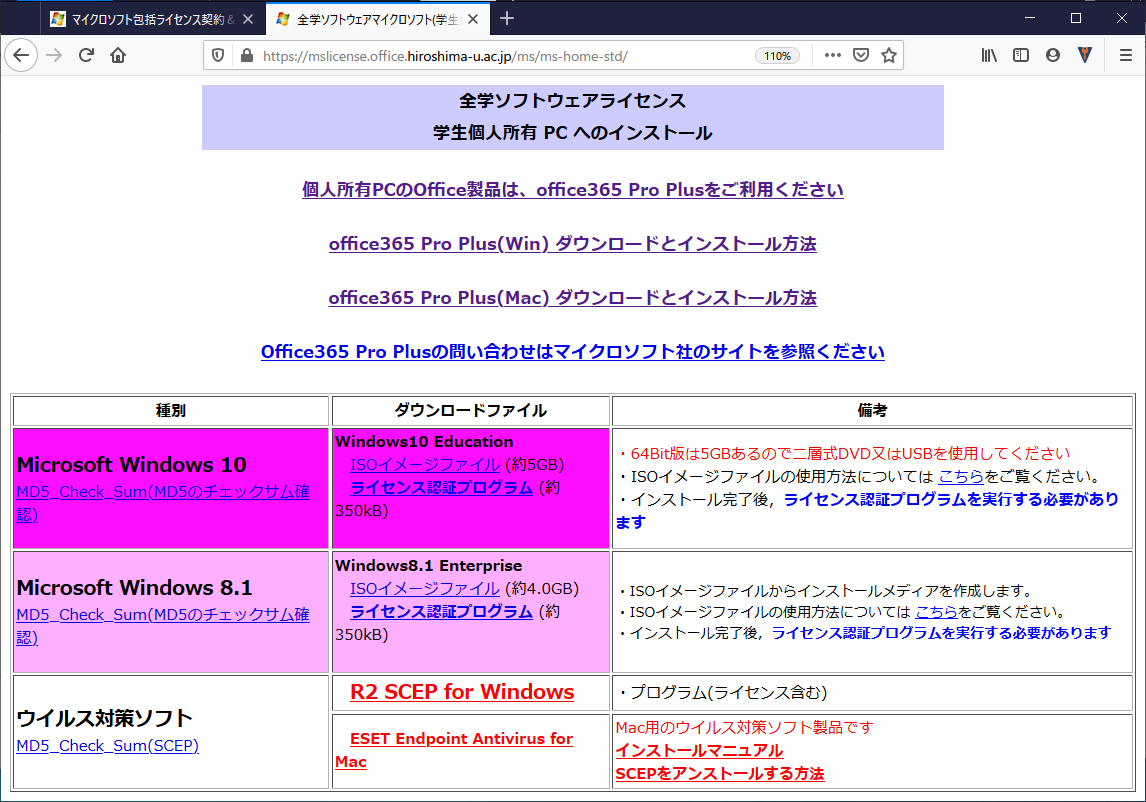 マイクロソフト包括ライセンス契約 &
全学ソフトウェアマイクロソフト(学生
https://mslicense.office.hiroshima-u.ac.jp/ms/ms-home-std/
110%
全学ソフトウェアライセンス
学生個人所有 PC へのインストール
個人所有PCのOffice製品は、office365 Pro Plusをご利用ください
office365 Pro Plus(Win) ダウンロードとインストール方法
office365 Pro Plus(Mac) ダウンロードとインストール方法
Office365 Pro Plusの問い合わせはマイクロソフト社のサイトを参照ください
種別
ダウンロードファイル
備考
Microsoft Windows 10
MD5_Check_Sum(MD5のチェックサム確
認)
Windows10 Education
ISOイメージファイル (約5GB)
ライセンス認証プログラム (約
350kB)
・64Bit版は5GBあるので二層式DVD又はUSBを使用してください
・ISOイメージファイルの使用方法については こちらをご覧ください。
・インストール完了後，ライセンス認証プログラムを実行する必要があり
ます
Microsoft Windows 8.1
MD5_Check_Sum(MD5のチェックサム確
認)
Windows8.1 Enterprise
ISOイメージファイル (約4.0GB)
ライセンス認証プログラム (約
350kB)
・ISOイメージファイルからインストールメディアを作成します。
・ISOイメージファイルの使用方法については こちらをご覧ください。
・インストール完了後，ライセンス認証プログラムを実行する必要があります
ウイルス対策ソフト
MD5_Check_Sum(SCEP)
R2 SCEP for Windows
・プログラム(ライセンス含む)
ESET Endpoint Antivirus for
Mac
Mac用のウイルス対策ソフト製品です
インストールマニュアル
SCEPをアンストールする方法